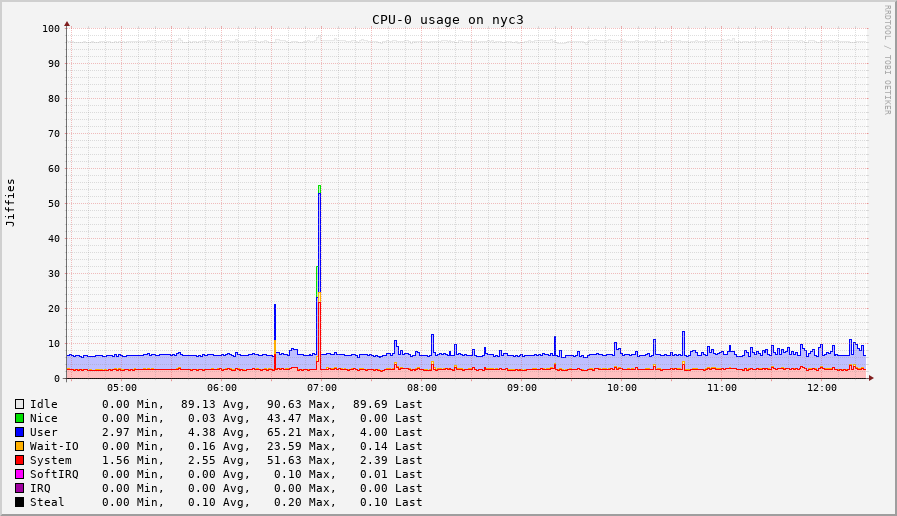 CPU-0 usage on nyc3
RRDTOOL / TOBI OETIKER
Jiffies
100
90
80
70
60
50
40
30
20
10
0
05:00 06:00 07:00 08:00 09:00 10:00 11:00 12:00
Idle 0.00 Min, 89.13 Avg, 90.63 Max, 89.69 Last
Nice 0.00 Min, 0.03 Avg, 43.47 Max, 0.00 Last
User 2.97 Min, 4.38 Avg, 65.21 Max, 4.00 Last
Wait-IO 0.00 Min, 0.16 Avg, 23.59 Max, 0.14 Last
System 1.56 Min, 2.55 Avg, 51.63 Max, 2.39 Last
SoftIRQ 0.00 Min, 0.00 Avg, 0.10 Max, 0.01 Last
IRQ 0.00 Min, 0.00 Avg, 0.00 Max, 0.00 Last
Steal 0.00 Min, 0.10 Avg, 0.20 Max, 0.10 Last